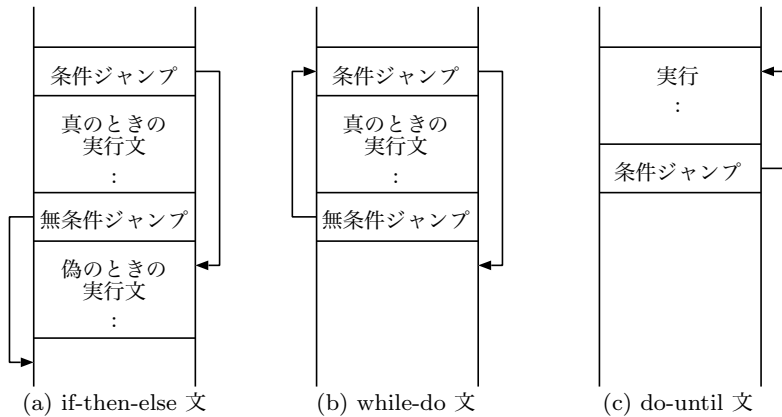 条件ジャンプ
真のときの
実行文
:
無条件ジャンプ
偽のときの
実行文
:
(a) if-then-else 文
条件ジャンプ
真のときの
実行文
:
無条件ジャンプ
(b) while-do 文
実行
:
条件ジャンプ
(c) do-until 文